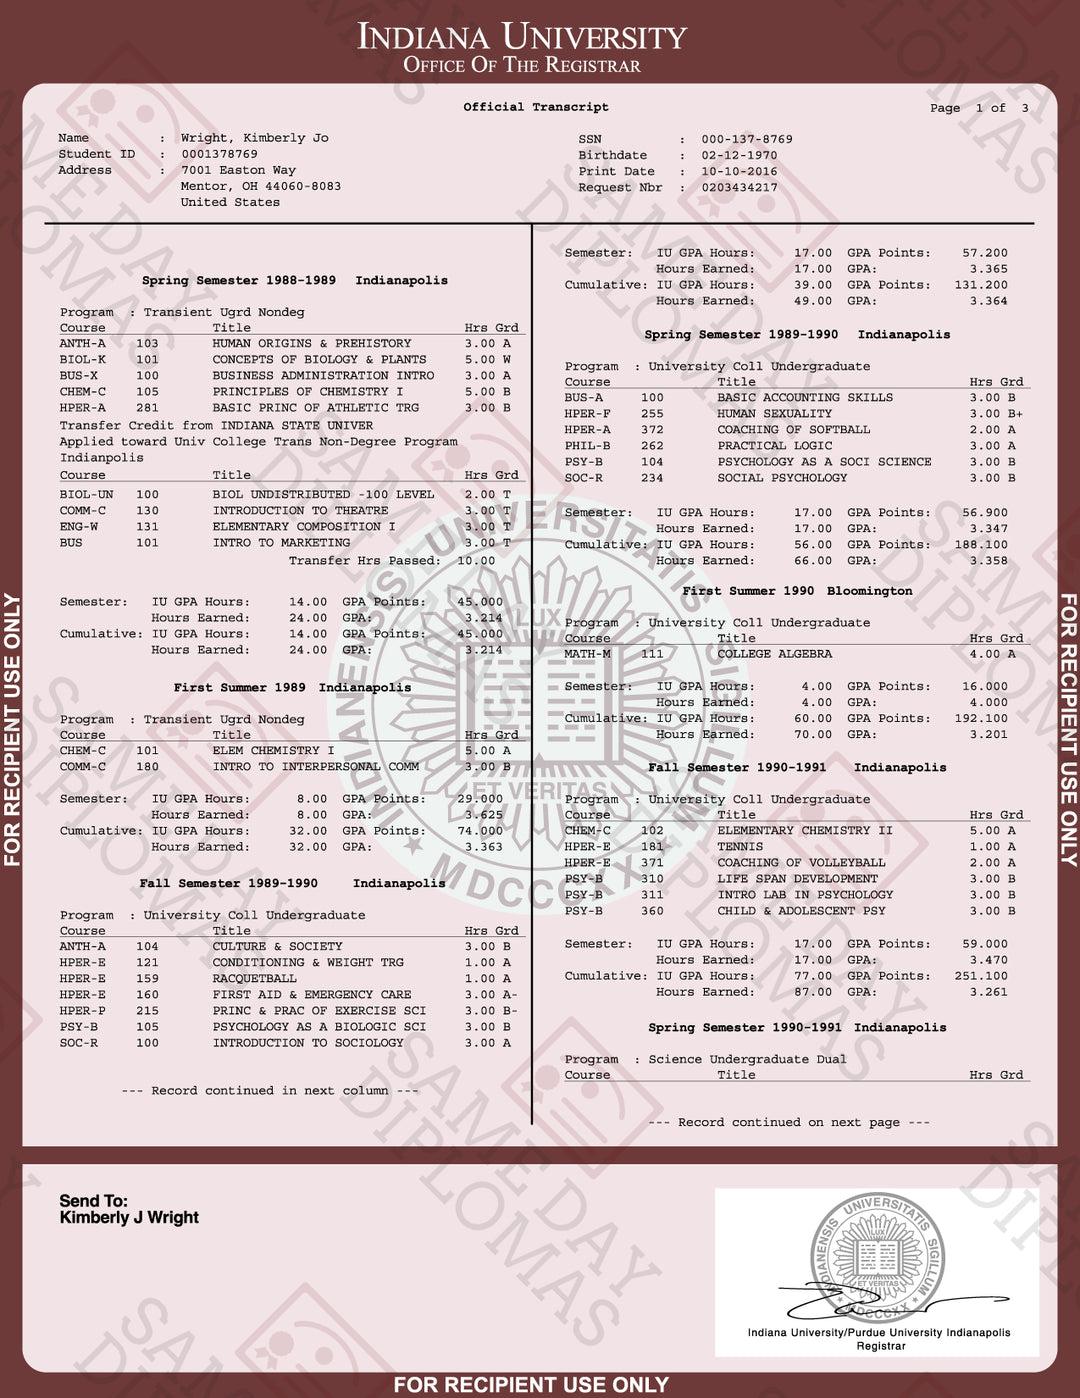 INDIANA UNIVERSITY
OFFICE OF THE REGISTRAR
Official Transcript
Page 1 of 3
Name : Wright, Kimberly Jo
Student ID : 0001378769
Address : 7001 Easton Way
Mentor, OH 44060-8083
United States
SSN : 000-137-8769
Birthdate : 02-12-1970
Print Date : 10-10-2016
Request Nbr : 0203434217
Spring Semester 1988-1989 Indianapolis
Program : Transient Ugrd Nondeg
Course Title Hrs Grd
ANTH-A 103 HUMAN ORIGINS & PREHISTORY 3.00 A
BIOL-K 101 CONCEPTS OF BIOLOGY & PLANTS 5.00 W
BUS-X 100 BUSINESS ADMINISTRATION INTRO 3.00 A
CHEM-C 105 PRINCIPLES OF CHEMISTRY I 5.00 B
HPER-A 281 BASIC PRINC OF ATHLETIC TRG 3.00 B
Transfer Credit from INDIANA STATE UNIVER
Applied toward Univ College Trans Non-Degree Program
Indianpolis
Course Title Hrs Grd
BIOL-UN 100 BIOL UNDISTRIBUTED -100 LEVEL 2.00 T
COMM-C 130 INTRODUCTION TO THEATRE 3.00 T
ENG-W 131 ELEMENTARY COMPOSITION I 3.00 T
BUS 101 INTRO TO MARKETING 3.00 T
Transfer Hrs Passed: 10.00
Semester: IU GPA Hours: 14.00 GPA Points: 45.000
Hours Earned: 24.00 GPA: 3.214
Cumulative: IU GPA Hours: 14.00 GPA Points: 45.000
Hours Earned: 24.00 GPA: 3.214
First Summer 1989 Indianapolis
Program : Transient Ugrd Nondeg
Course Title Hrs Grd
CHEM-C 101 ELEM CHEMISTRY I 5.00 A
COMM-C 180 INTRO TO INTERPERSONAL COMM 3.00 B
Semester: IU GPA Hours: 8.00 GPA Points: 29.000
Hours Earned: 8.00 GPA: 3.625
Cumulative: IU GPA Hours: 32.00 GPA Points: 74.000
Hours Earned: 32.00 GPA: 3.363
Fall Semester 1989-1990 Indianapolis
Program : University Coll Undergraduate
Course Title Hrs Grd
ANTH-A 104 CULTURE & SOCIETY 3.00 B
HPER-E 121 CONDITIONING & WEIGHT TRG 1.00 A
HPER-E 159 RACQUETBALL 1.00 A
HPER-E 160 FIRST AID & EMERGENCY CARE 3.00 A-
HPER-P 215 PRINC & PRAC OF EXERCISE SCI 3.00 B-
PSY-B 105 PSYCHOLOGY AS A BIOLOGIC SCI 3.00 B
SOC-R 100 INTRODUCTION TO SOCIOLOGY 3.00 A
--- Record continued in next column ---
Semester: IU GPA Hours: 17.00 GPA Points: 57.200
Hours Earned: 17.00 GPA: 3.365
Cumulative: IU GPA Hours: 39.00 GPA Points: 131.200
Hours Earned: 49.00 GPA: 3.364
Spring Semester 1989-1990 Indianapolis
Program : University Coll Undergraduate
Course Title Hrs Grd
BUS-A 100 BASIC ACCOUNTING SKILLS 3.00 B
HPER-F 255 HUMAN SEXUALITY 3.00 B+
HPER-A 372 COACHING OF SOFTBALL 2.00 A
PHIL-B 262 PRACTICAL LOGIC 3.00 A
PSY-B 104 PSYCHOLOGY AS A SOCI SCIENCE 3.00 B
SOC-R 234 SOCIAL PSYCHOLOGY 3.00 B
Semester: IU GPA Hours: 17.00 GPA Points: 56.900
Hours Earned: 17.00 GPA: 3.347
Cumulative: IU GPA Hours: 56.00 GPA Points: 188.100
Hours Earned: 66.00 GPA: 3.358
First Summer 1990 Bloomington
Program : University Coll Undergraduate
Course Title Hrs Grd
MATH-M 111 COLLEGE ALGEBRA 4.00 A
Semester: IU GPA Hours: 4.00 GPA Points: 16.000
Hours Earned: 4.00 GPA: 4.000
Cumulative: IU GPA Hours: 60.00 GPA Points: 192.100
Hours Earned: 70.00 GPA: 3.201
Fall Semester 1990-1991 Indianapolis
Program : University Coll Undergraduate
Course Title Hrs Grd
CHEM-C 102 ELEMENTARY CHEMISTRY II 5.00 A
HPER-E 181 TENNIS 1.00 A
HPER-E 371 COACHING OF VOLLEYBALL 2.00 A
PSY-B 310 LIFE SPAN DEVELOPMENT 3.00 B
PSY-B 311 INTRO LAB IN PSYCHOLOGY 3.00 B
PSY-B 360 CHILD & ADOLESCENT PSY 3.00 B
Semester: IU GPA Hours: 17.00 GPA Points: 59.000
Hours Earned: 17.00 GPA: 3.470
Cumulative: IU GPA Hours: 77.00 GPA Points: 251.100
Hours Earned: 87.00 GPA: 3.261
Spring Semester 1990-1991 Indianapolis
Program : Science Undergraduate Dual
Course Title Hrs Grd
--- Record continued on next page ---
INDIANENSIS UNIVERSITATIS SIGILLUM
LUX
ET VERITAS
MDCCCXX
SAME DAY
DIPLOMAS
FOR RECIPIENT USE ONLY
FOR RECIPIENT USE ONLY
Send To:
Kimberly J Wright
INDIANENSIS UNIVERSITATIS SIGILLUM
LUX
ET VERITAS
MDCCCXX
Indiana University/Purdue University Indianapolis
Registrar
FOR RECIPIENT USE ONLY